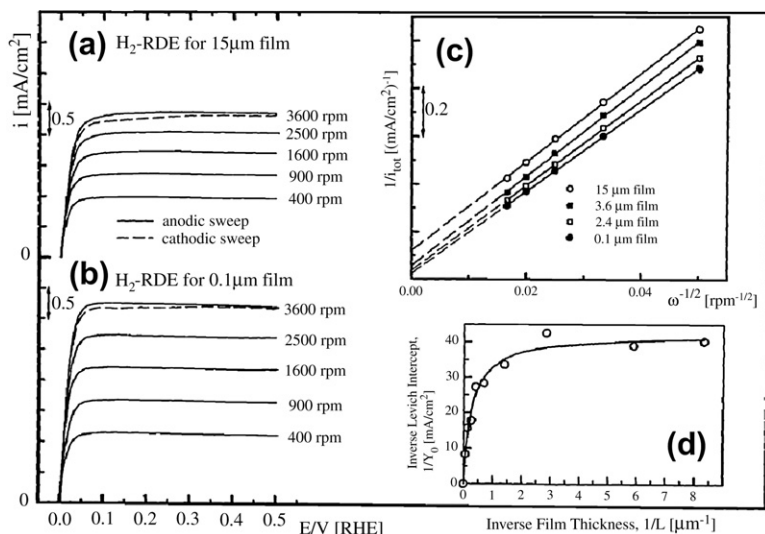 (a) H₂-RDE for 15μm film
i [mA/cm²]
0.5
3600 rpm
2500 rpm
1600 rpm
900 rpm
400 rpm
anodic sweep
cathodic sweep
0
(b) H₂-RDE for 0.1μm film
0.5
3600 rpm
2500 rpm
1600 rpm
900 rpm
400 rpm
0
0.0 0.1 0.2 0.3 0.4 0.5
E/V [RHE]
(c)
1/iₜₒₜ [(mA/cm²)⁻¹]
0.2
15 μm film
3.6 μm film
2.4 μm film
0.1 μm film
0.00 0.02 0.04 0.06
ω⁻¹/² [rpm⁻¹/²]
(d)
Inverse Levich Intercept,
1/Y₀ [mA/cm²]
40
30
20
10
0
0 1 2 3 4 5 6 7 8
Inverse Film Thickness, 1/L [μm⁻¹]